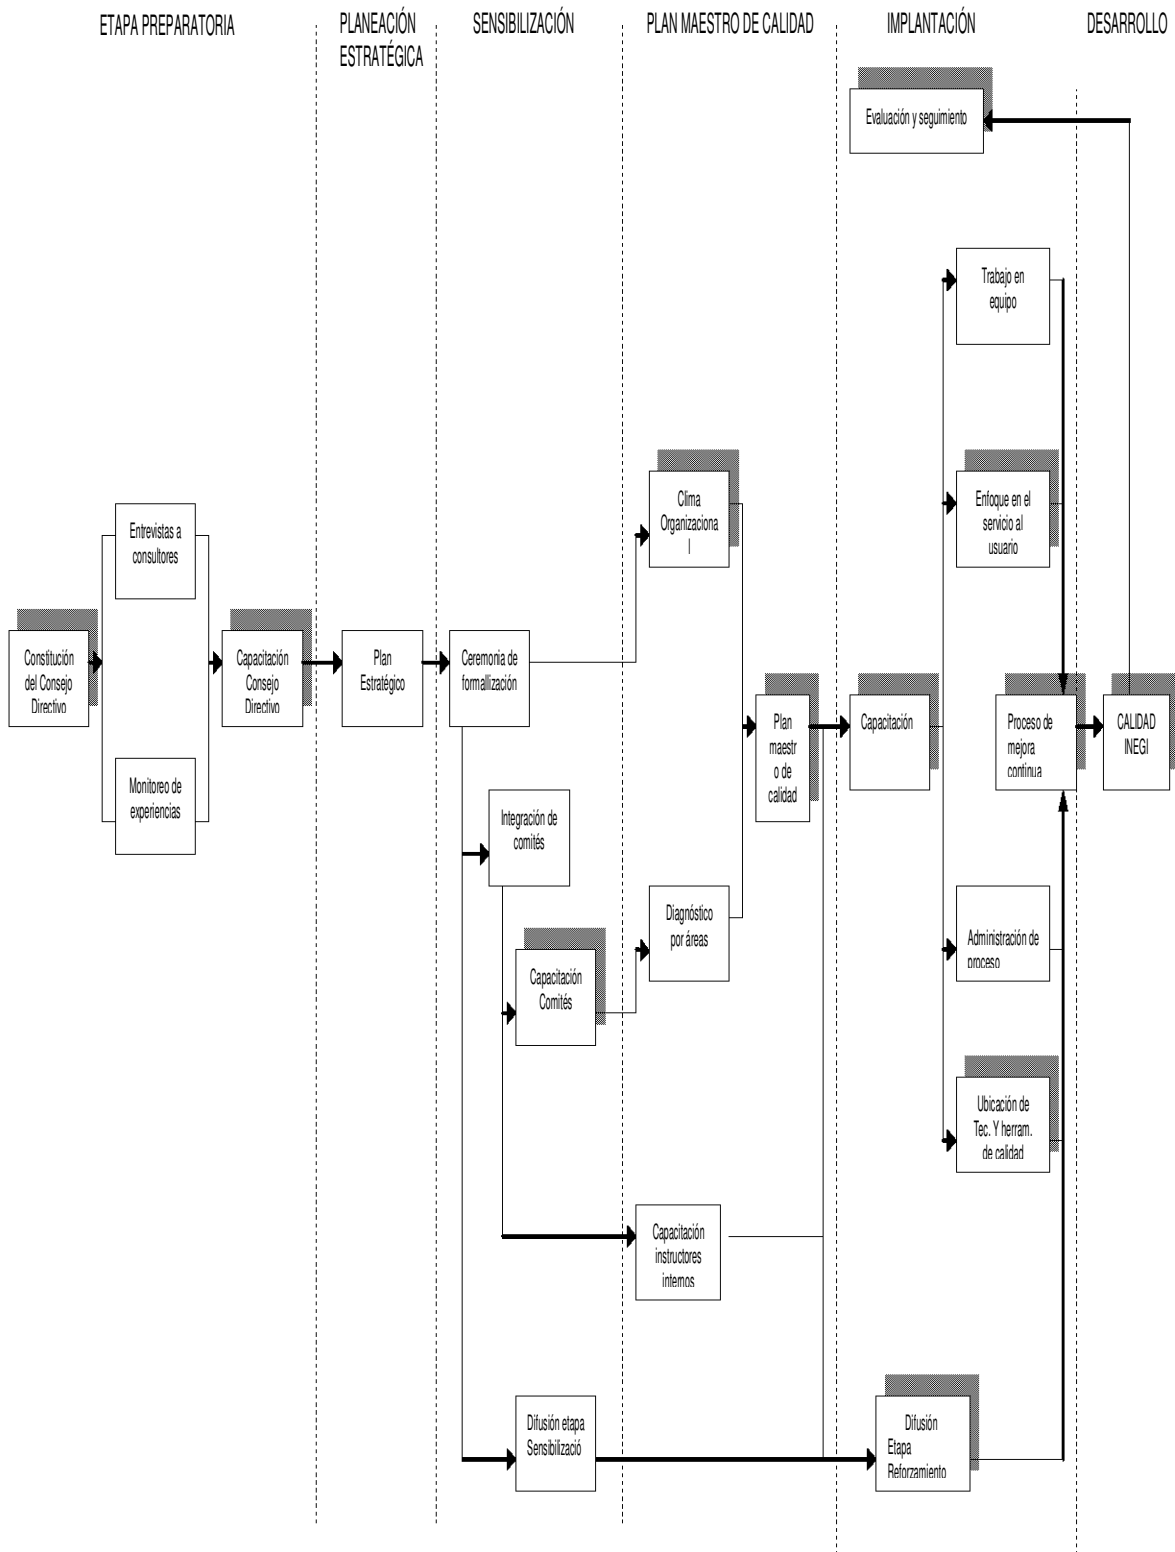 ETAPA PREPARATORIA
PLANEACIÓN
ESTRATÉGICA
SENSIBILIZACIÓN
PLAN MAESTRO DE CALIDAD
IMPLANTACIÓN
DESARROLLO
Evaluación y seguimiento
Trabajo en
equipo
Clima
Organizaciona
l
Enfoque en el
servicio al
usuario
Entrevistas a
consultores
Constitución
del Consejo
Directivo
Capacitación
Consejo
Directivo
Plan
Estratégico
Ceremonia de
formallización
Plan
maestr
o de
calidad
Capacitación
Proceso de
mejora
continua
CALIDAD
INEGI
Monitoreo de
experiencias
Integración de
comités
Diagnóstico
por áreas
Administración de
proceso
Capacitación
Comités
Ubicación de
Tec. Y herram.
de calidad
Capacitación
instructores
internos
Difusión etapa
Sensibilizació
Difusión
Etapa
Reforzamiento